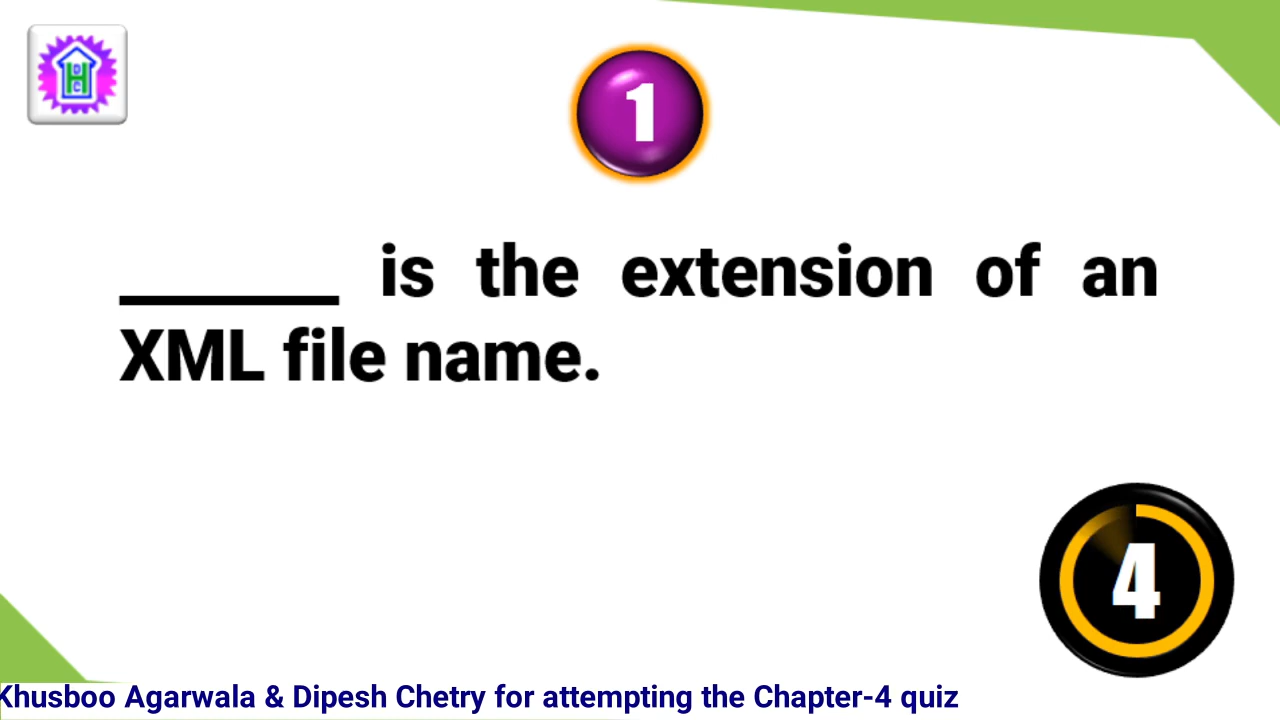 1
______ is the extension of an
XML file name.
4
Khusboo Agarwala & Dipesh Chetry for attempting the Chapter-4 quiz